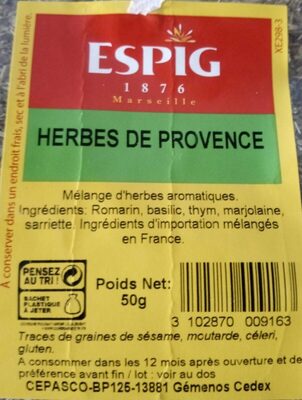 ESPIG
1876
Marseille
XE298-3
HERBES DE PROVENCE
A conserver dans un endroit frais, sec et à l'abri de la lumière.
Mélange d'herbes aromatiques.
Ingrédients: Romarin, basilic, thym, marjolaine,
sarriette. Ingrédients d'importation mélangés
en France.
PENSEZ
AU TRI !
SACHET
PLASTIQUE
À JETER
Poids Net:
50g
3 102870 009163
Traces de graines de sésame, moutarde, céleri,
gluten.
A consommer dans les 12 mois après ouverture et de
préférence avant fin / lot : voir au dos
CEPASCO-BP125-13881 Gémenos Cedex